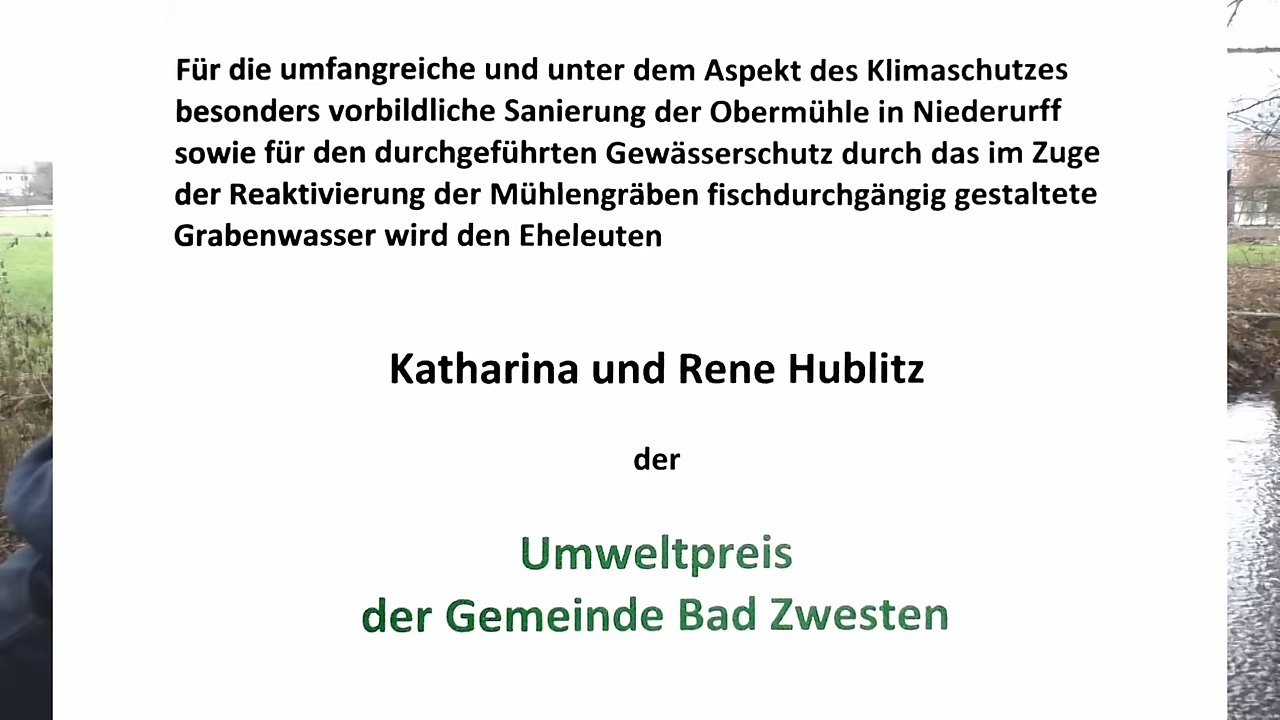 Für die umfangreiche und unter dem Aspekt des Klimaschutzes
besonders vorbildliche Sanierung der Obermühle in Niederurff
sowie für den durchgeführten Gewässerschutz durch das im Zuge
der Reaktivierung der Mühlengräben fischdurchgängig gestaltete
Grabenwasser wird den Eheleuten
Katharina und Rene Hublitz
der
Umweltpreis
der Gemeinde Bad Zwesten